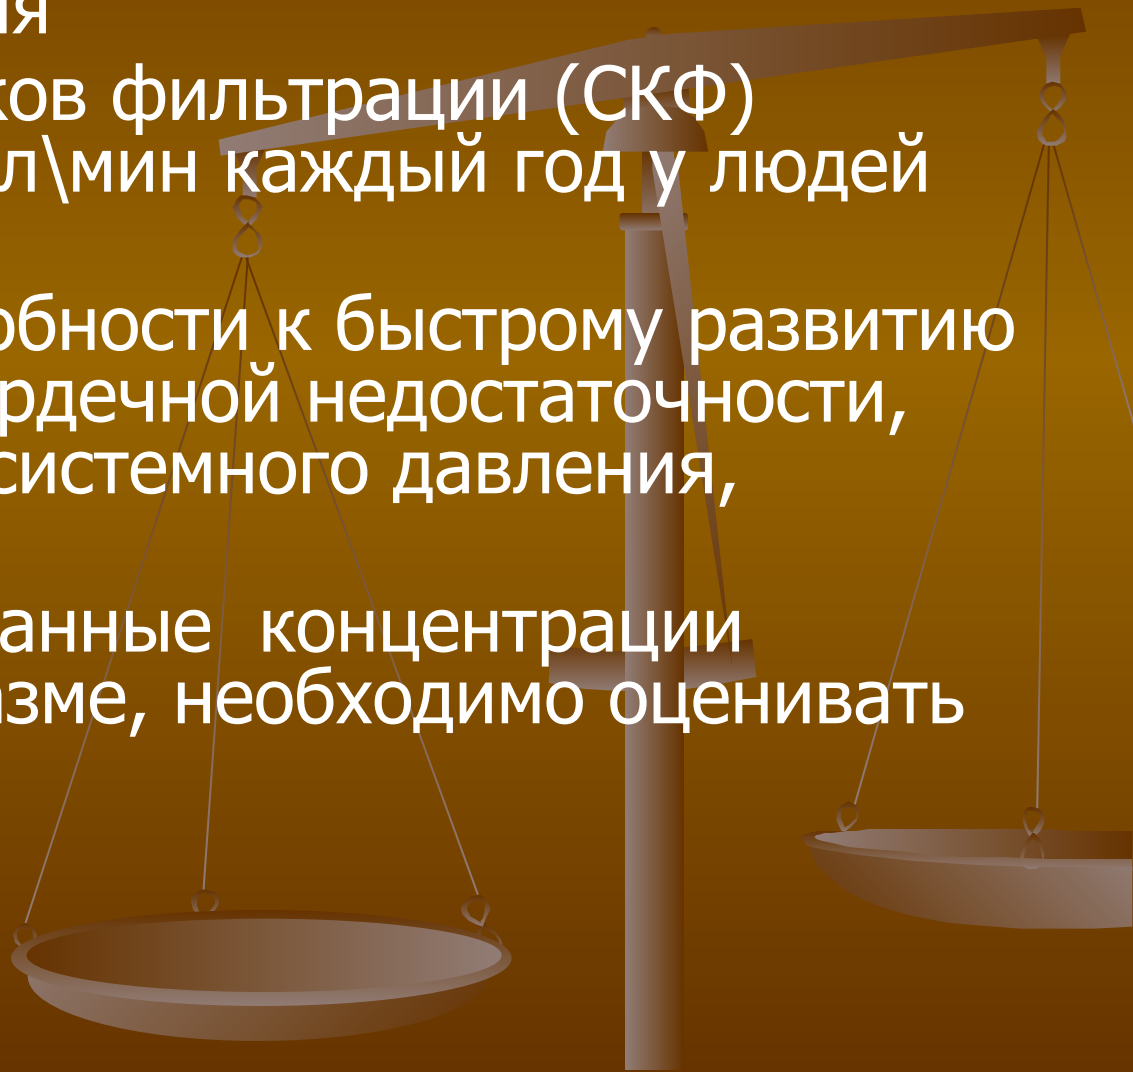 ия
ков фильтрации (СКФ)
л\мин каждый год у людей
обности к быстрому развитию
рдечной недостаточности,
системного давления,
анные концентрации
зме, необходимо оценивать